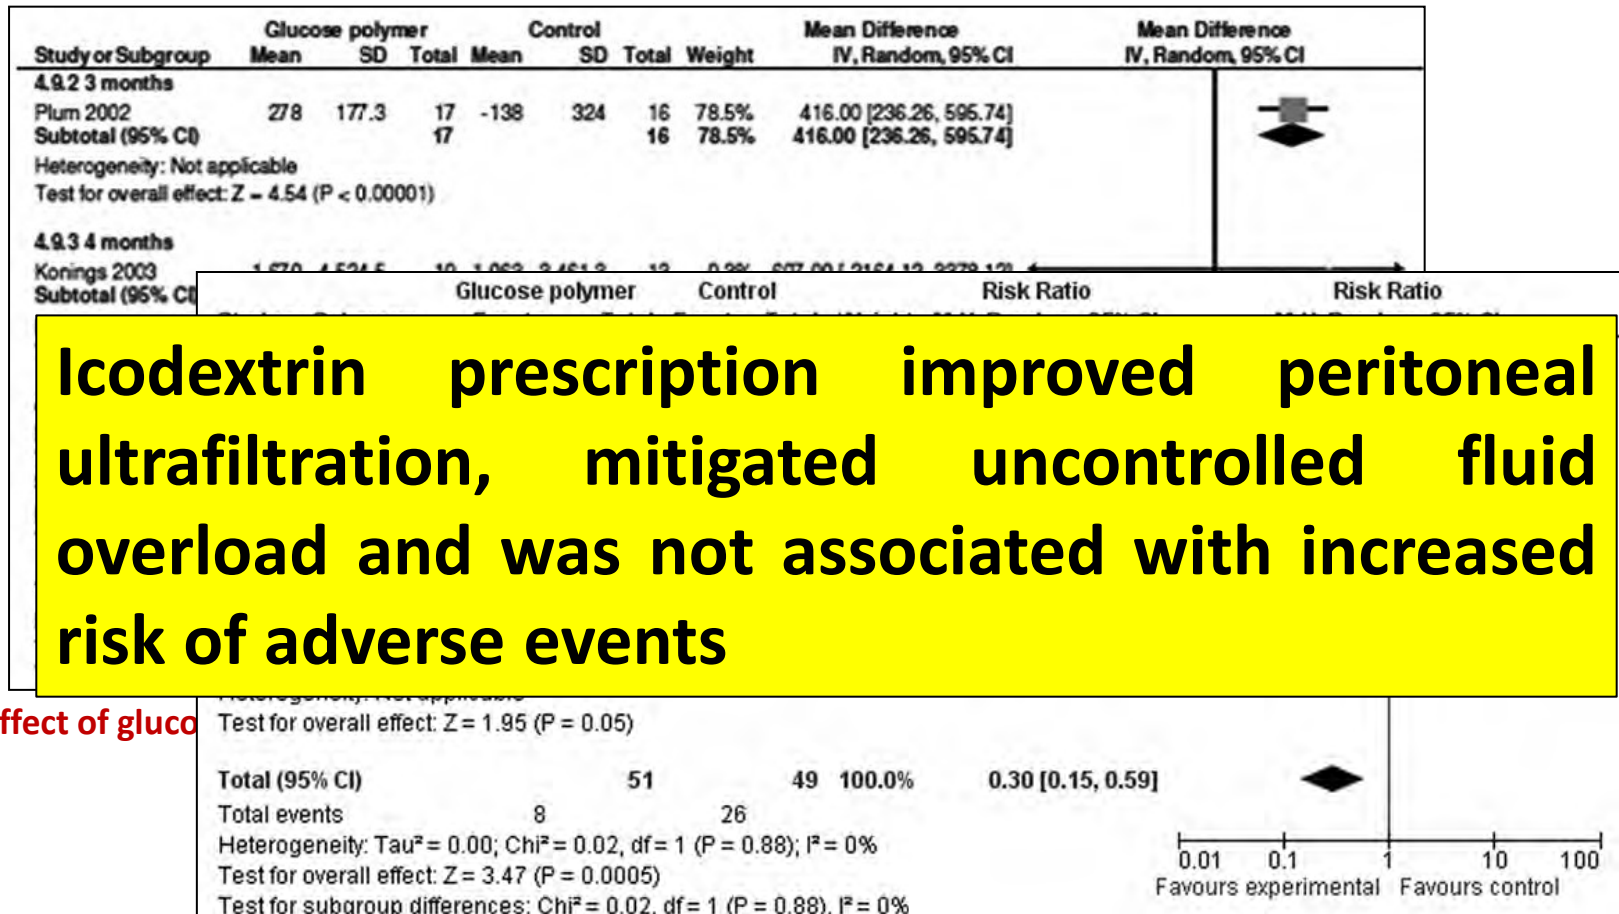 Glucose polymer Control Mean Difference Mean Difference
Study or Subgroup Mean SD Total Mean SD Total Weight IV, Random, 95% CI IV, Random, 95% CI
4.9.2 3 months
Plum 2002 278 177.3 17 -138 324 16 78.5% 416.00 [236.26, 595.74]
Subtotal (95% CI) 17 16 78.5% 416.00 [236.26, 595.74]
Heterogeneity: Not applicable
Test for overall effect: Z = 4.54 (P < 0.00001)
4.9.3 4 months
Konings 2003
Subtotal (95% CI
Glucose polymer Control Risk Ratio Risk Ratio
Icodextrin prescription improved peritoneal
ultrafiltration, mitigated uncontrolled fluid
overload and was not associated with increased
risk of adverse events
ffect of gluco
Test for overall effect: Z = 1.95 (P = 0.05)
Total (95% CI) 51 49 100.0% 0.30 [0.15, 0.59]
Total events 8 26
Heterogeneity: Tau² = 0.00; Chi² = 0.02, df = 1 (P = 0.88); I² = 0%
Test for overall effect: Z = 3.47 (P = 0.0005)
Test for subgroup differences: Chi² = 0.02, df = 1 (P = 0.88), I² = 0%
0.01 0.1 1 10 100
Favours experimental Favours control